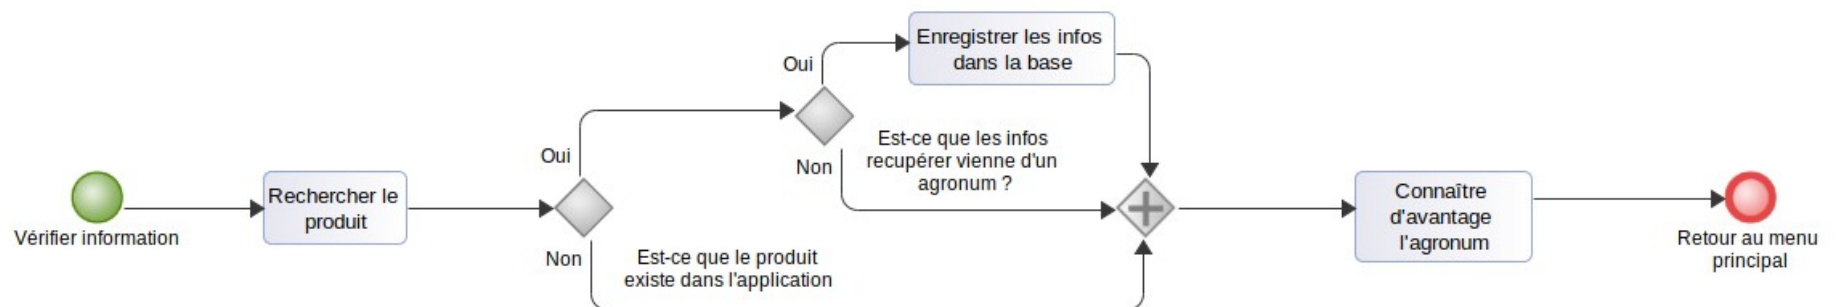 Vérifier information
Rechercher le
produit
Oui
Non
Est-ce que le produit
existe dans l'application
Oui
Non
Est-ce que les infos
recupérer vienne d'un
agronum ?
Enregistrer les infos
dans la base
Connaître
d'avantage
l'agronum
Retour au menu
principal